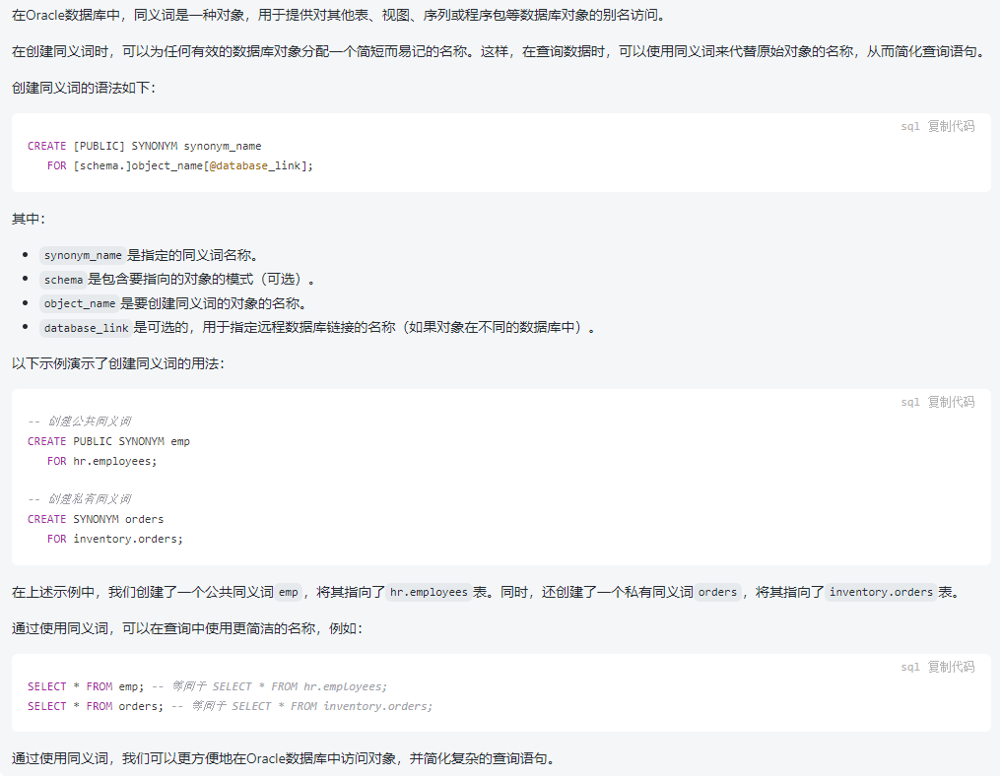 在Oracle数据库中，同义词是一种对象，用于提供对其他表、视图、序列或程序包等数据库对象的别名访问。
在创建同义词时，可以为任何有效的数据库对象分配一个简短而易记的名称。这样，在查询数据时，可以使用同义词来代替原始对象的名称，从而简化查询语句。
创建同义词的语法如下：
sql 复制代码
CREATE [PUBLIC] SYNONYM synonym_name
   FOR [schema.]object_name[@database_link];
其中：
• synonym_name 是指定的同义词名称。
• schema 是包含要指向的对象的模式（可选）。
• object_name 是要创建同义词的对象的名称。
• database_link 是可选的，用于指定远程数据库链接的名称（如果对象在不同的数据库中）。
以下示例演示了创建同义词的用法：
sql 复制代码
-- 创建公共同义词
CREATE PUBLIC SYNONYM emp
   FOR hr.employees;
-- 创建私有同义词
CREATE SYNONYM orders
   FOR inventory.orders;
在上述示例中，我们创建了一个公共同义词 emp ，将其指向了 hr.employees 表。同时，还创建了一个私有同义词 orders ，将其指向了 inventory.orders 表。
通过使用同义词，可以在查询中使用更简洁的名称，例如：
sql 复制代码
SELECT * FROM emp; -- 等同于 SELECT * FROM hr.employees;
SELECT * FROM orders; -- 等同于 SELECT * FROM inventory.orders;
通过使用同义词，我们可以更方便地在Oracle数据库中访问对象，并简化复杂的查询语句。